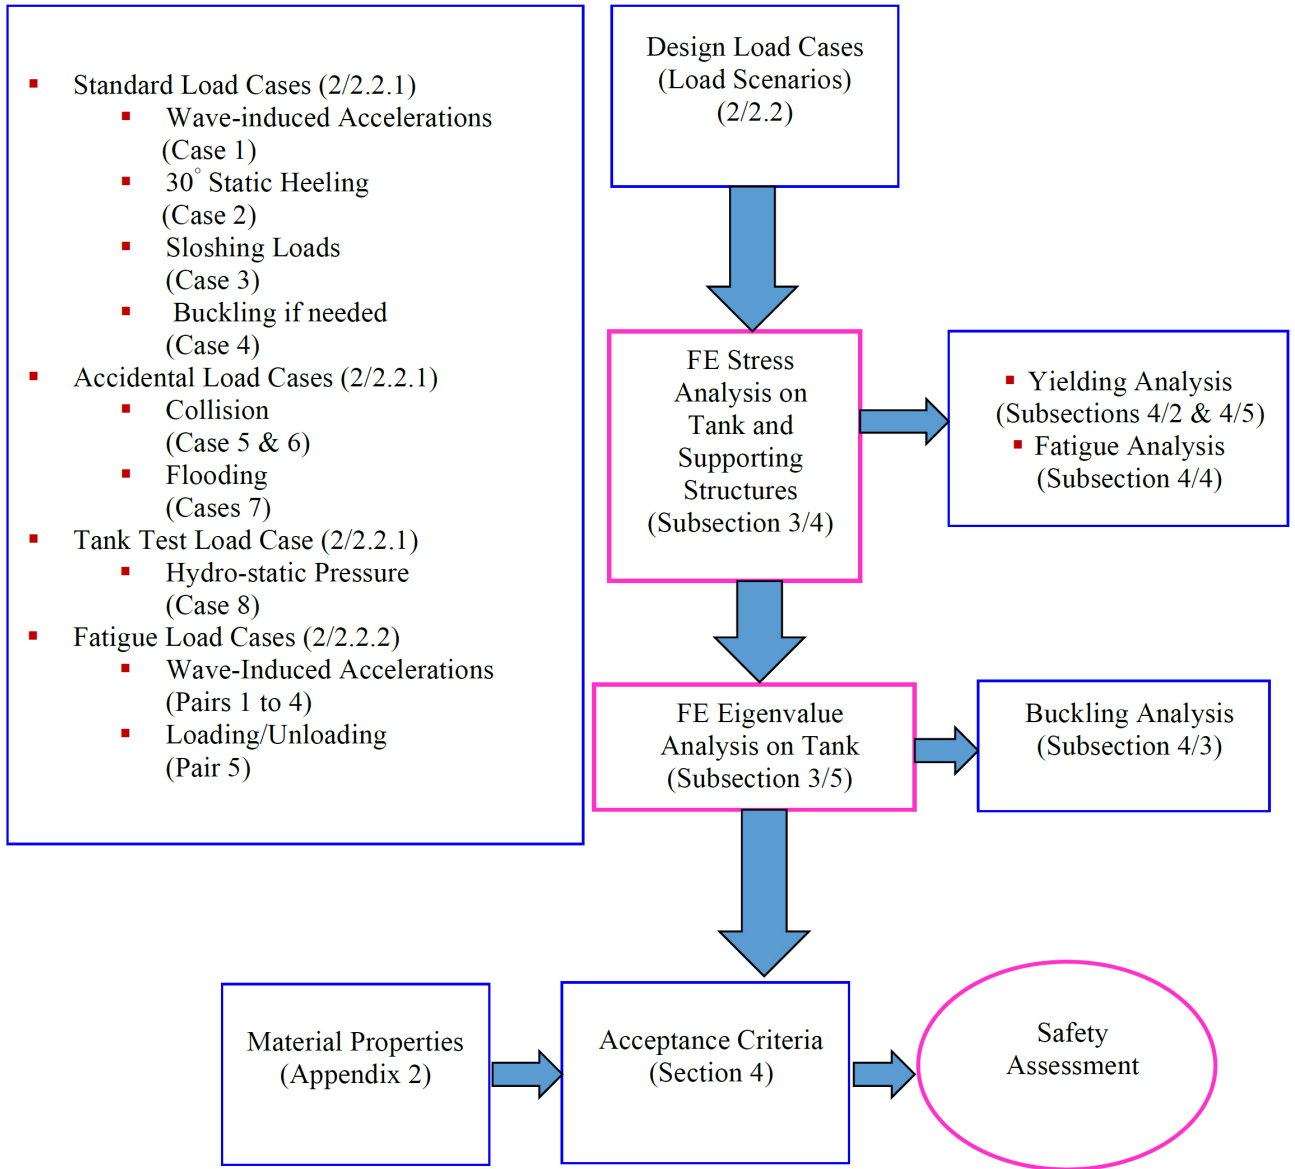 Standard Load Cases (2/2.2.1)
Wave-induced Accelerations
(Case 1)
30° Static Heeling
(Case 2)
Sloshing Loads
(Case 3)
Buckling if needed
(Case 4)
Accidental Load Cases (2/2.2.1)
Collision
(Case 5 & 6)
Flooding
(Cases 7)
Tank Test Load Case (2/2.2.1)
Hydro-static Pressure
(Case 8)
Fatigue Load Cases (2/2.2.2)
Wave-Induced Accelerations
(Pairs 1 to 4)
Loading/Unloading
(Pair 5)
Design Load Cases
(Load Scenarios)
(2/2.2)
FE Stress
Analysis on
Tank and
Supporting
Structures
(Subsection 3/4)
Yielding Analysis
(Subsections 4/2 & 4/5)
Fatigue Analysis
(Subsection 4/4)
FE Eigenvalue
Analysis on Tank
(Subsection 3/5)
Buckling Analysis
(Subsection 4/3)
Material Properties
(Appendix 2)
Acceptance Criteria
(Section 4)
Safety
Assessment